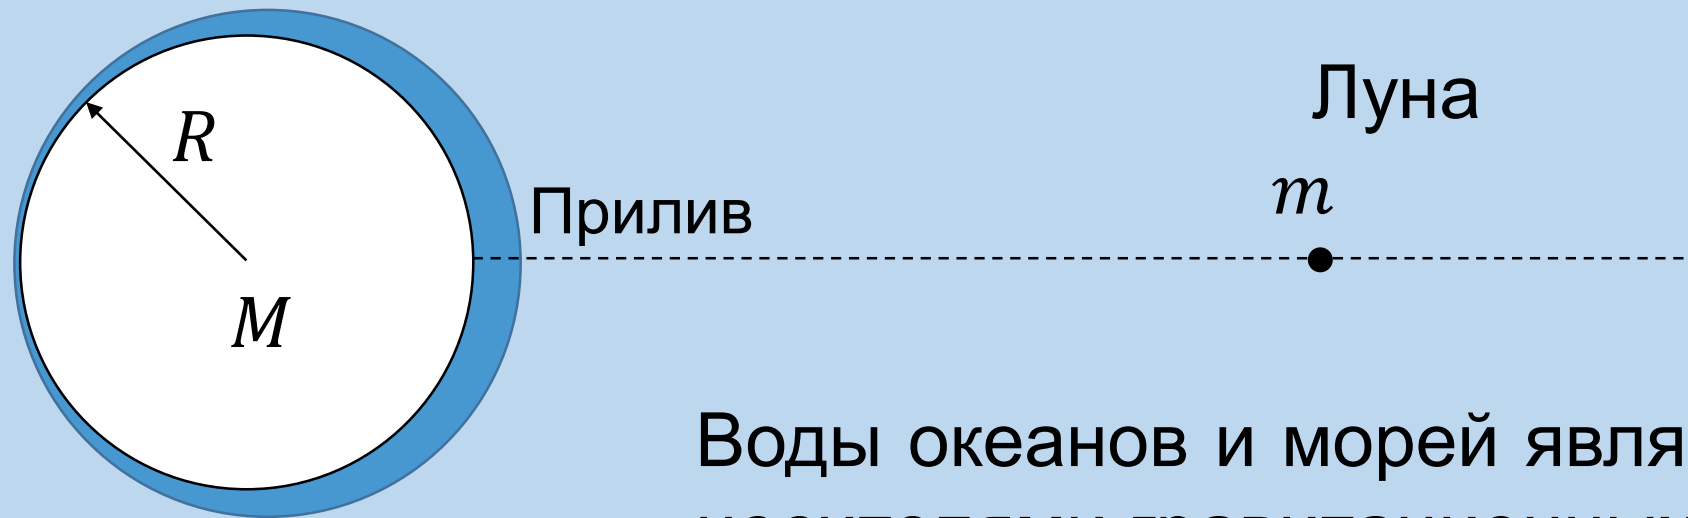 Луна
R
m
Прилив
M
Воды океанов и морей явля